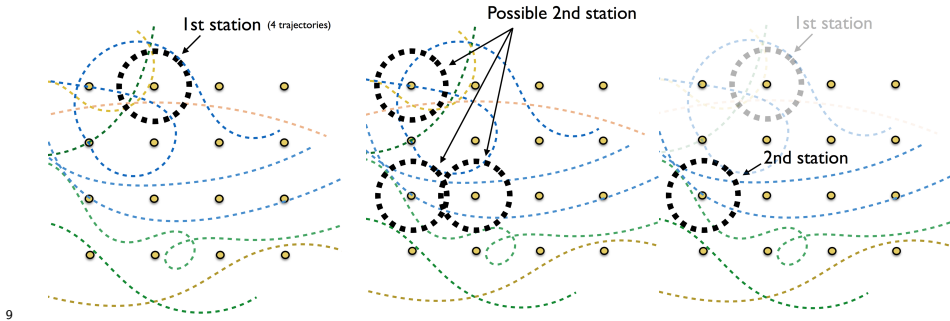 1st station (4 trajectories)
Possible 2nd station
1st station
2nd station
9